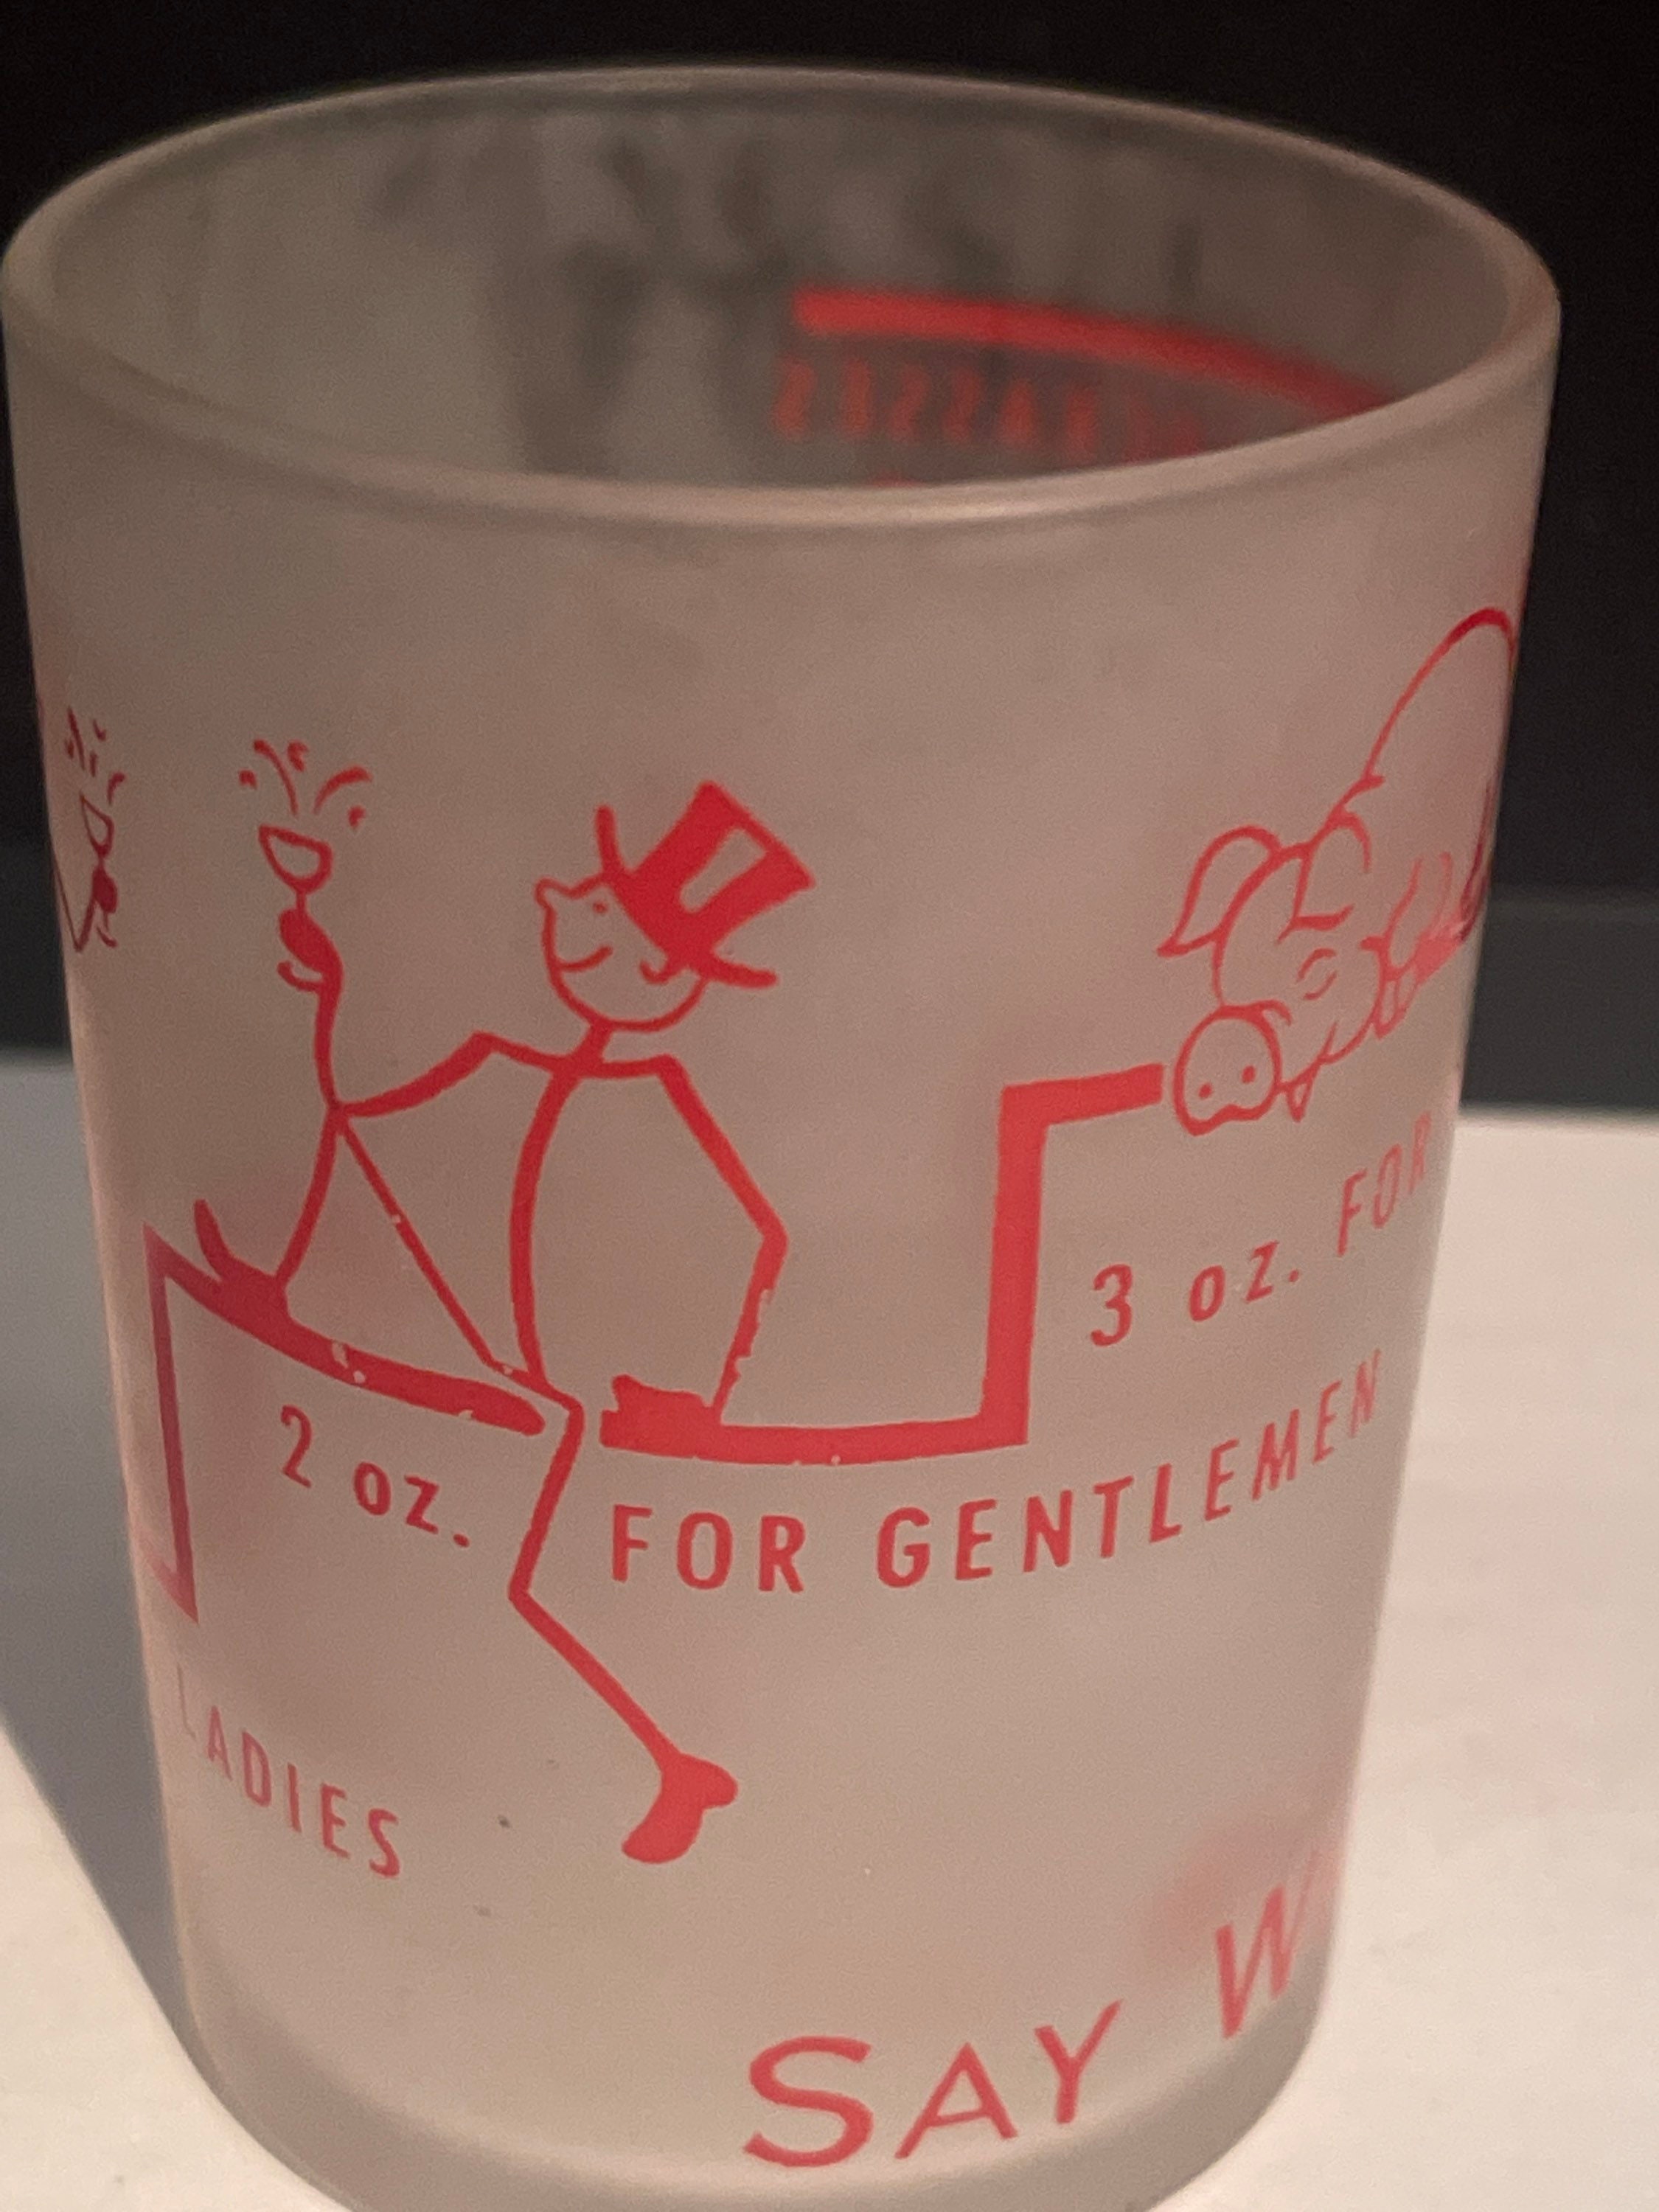 3 oz. FOR
2 oz. FOR GENTLEMEN
LADIES
SAY W